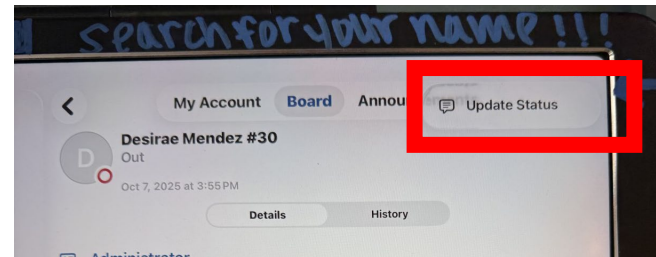 search for your name!!!
My Account Board Annou
Update Status
Desirae Mendez #30
D
Out
Oct 7, 2025 at 3:55 PM
Details History
Administrator